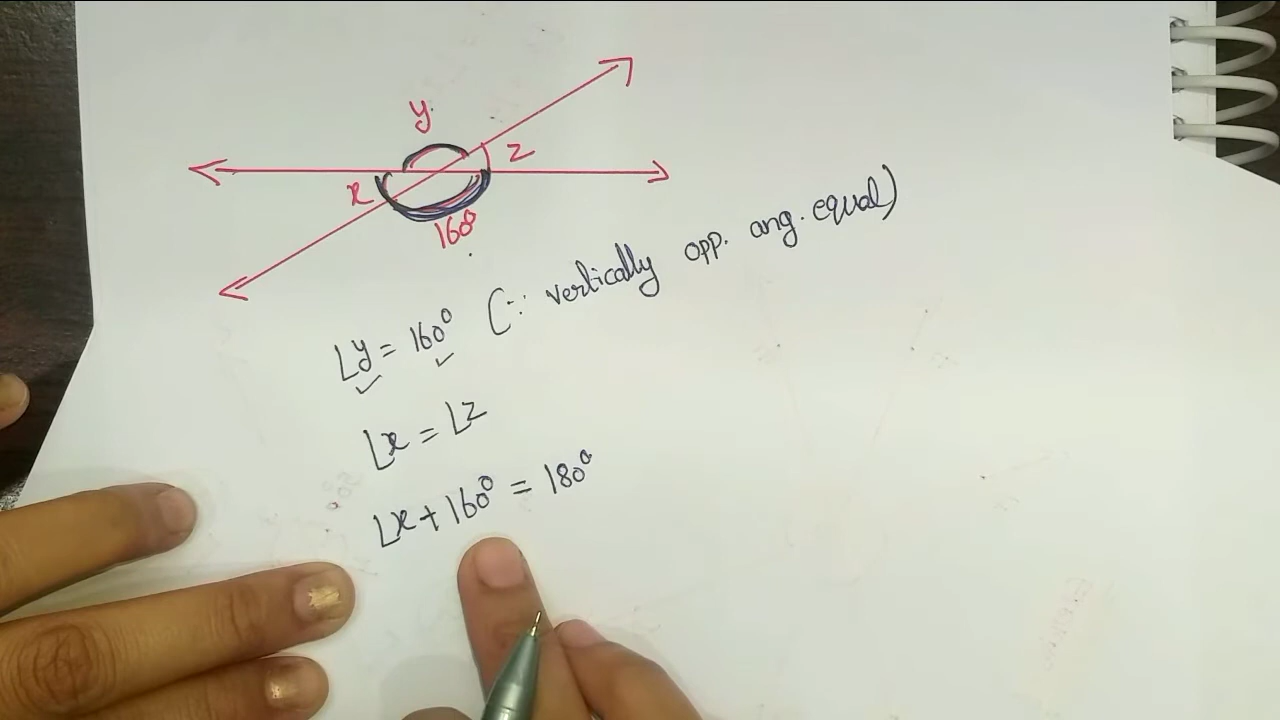 y
z
x
160°
∠y = 160° (∵ vertically opp. ang. equal)
∠x = ∠z
∠x + 160° = 180°